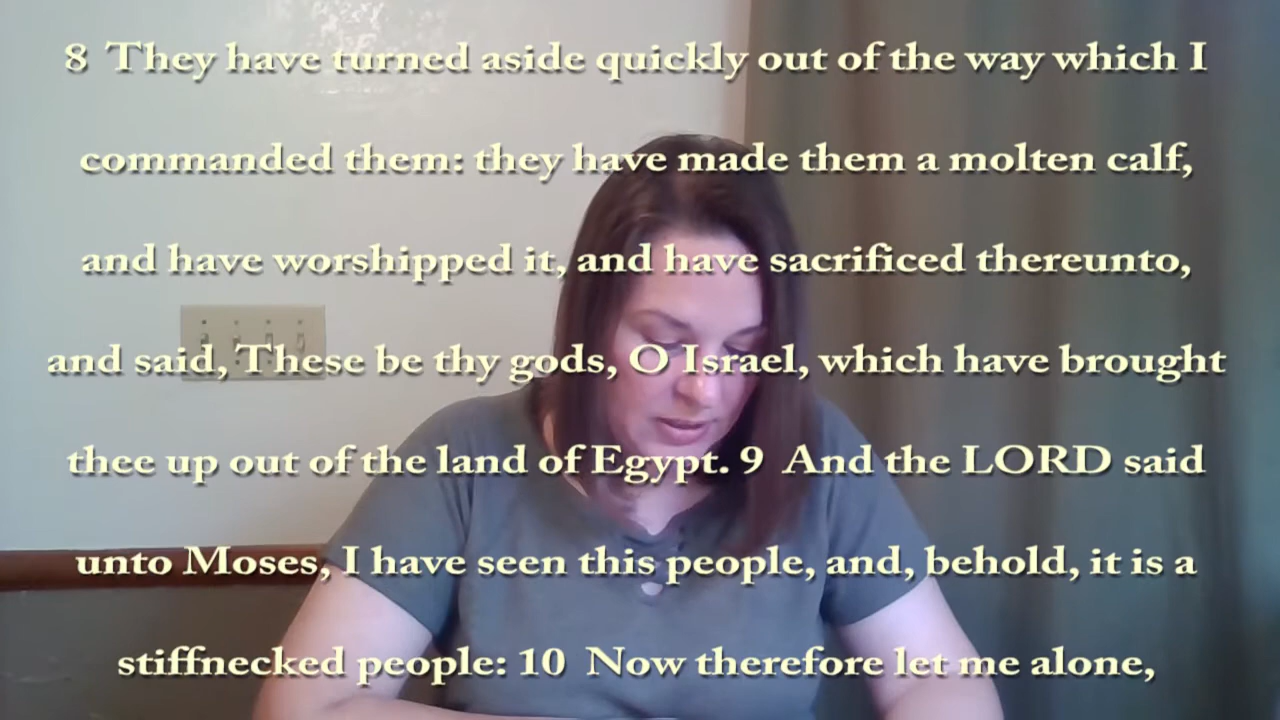 8 They have turned aside quickly out of the way which I
commanded them: they have made them a molten calf,
and have worshipped it, and have sacrificed thereunto,
and said, These be thy gods, O Israel, which have brought
thee up out of the land of Egypt. 9 And the LORD said
unto Moses, I have seen this people, and, behold, it is a
stiffnecked people: 10 Now therefore let me alone,